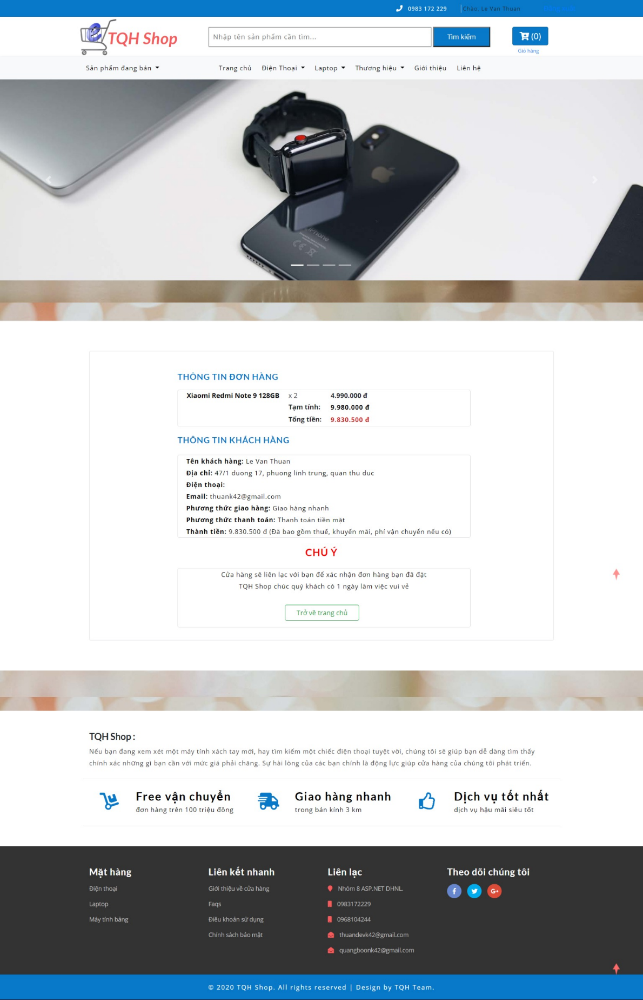 0983 172 229 Chào, Le Van Thuan
TQH Shop
Nhập tên sản phẩm cần tìm...
Tìm kiếm
(0)
Giỏ hàng
Sản phẩm đang bán Trang chủ Điện Thoại Laptop Thương hiệu Giới thiệu Liên hệ
iPhone
THÔNG TIN ĐƠN HÀNG
Xiaomi Redmi Note 9 128GB x 2 4.990.000 đ
Tạm tính: 9.980.000 đ
Tổng tiền: 9.830.500 đ
THÔNG TIN KHÁCH HÀNG
Tên khách hàng: Le Van Thuan
Địa chỉ: 47/1 duong 17, phuong linh trung, quan thu duc
Điện thoại:
Email: thuank42@gmail.com
Phương thức giao hàng: Giao hàng nhanh
Phương thức thanh toán: Thanh toán tiền mặt
Thành tiền: 9.830.500 đ (Đã bao gồm thuế, khuyến mãi, phí vận chuyển nếu có)
CHÚ Ý
Cửa hàng sẽ liên lạc với bạn để xác nhận đơn hàng bạn đã đặt
TQH Shop chúc quý khách có 1 ngày làm việc vui vẻ
Trở về trang chủ
TQH Shop :
Nếu bạn đang xem xét một máy tính xách tay mới, hay tìm kiếm một chiếc điện thoại tuyệt vời, chúng tôi sẽ giúp bạn dễ dàng tìm thấy
chính xác những gì bạn cần với mức giá phải chăng. Sự hài lòng của các bạn chính là động lực giúp cửa hàng của chúng tôi phát triển.
Free vận chuyển
đơn hàng trên 100 triệu đồng
Giao hàng nhanh
trong bán kính 3 km
Dịch vụ tốt nhất
dịch vụ hậu mãi siêu tốt
Mặt hàng
Điện thoại
Laptop
Máy tính bảng
Liên kết nhanh
Giới thiệu về cửa hàng
Faqs
Điều khoản sử dụng
Chính sách bảo mật
Liên lạc
Nhóm 8 ASP.NET DHNL.
0983172229
0968104244
thuandevk42@gmail.com
quangboonk42@gmail.com
Theo dõi chúng tôi
© 2020 TQH Shop. All rights reserved | Design by TQH Team.